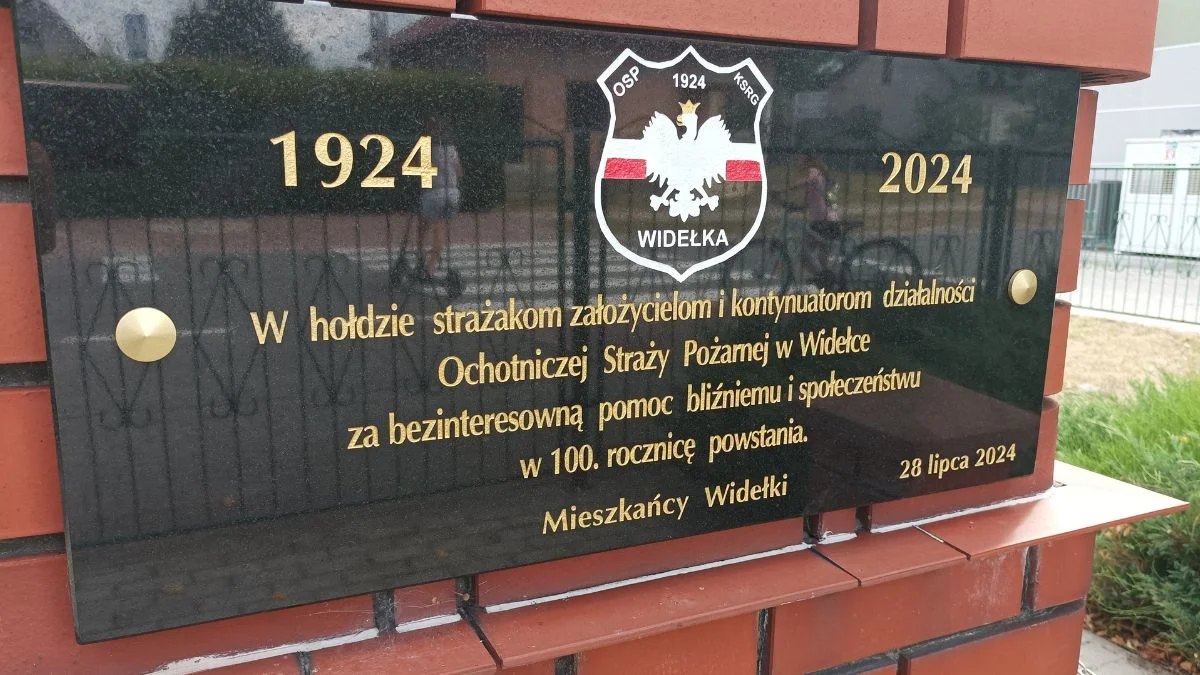 OSP 1924 KSRG
1924
2024
WIDEŁKA
W hołdzie strażakom założycielom i kontynuatorom działalności
Ochotniczej Straży Pożarnej w Widełce
za bezinteresowną pomoc bliźniemu i społeczeństwu
w 100. rocznicę powstania.
28 lipca 2024
Mieszkańcy Widełki